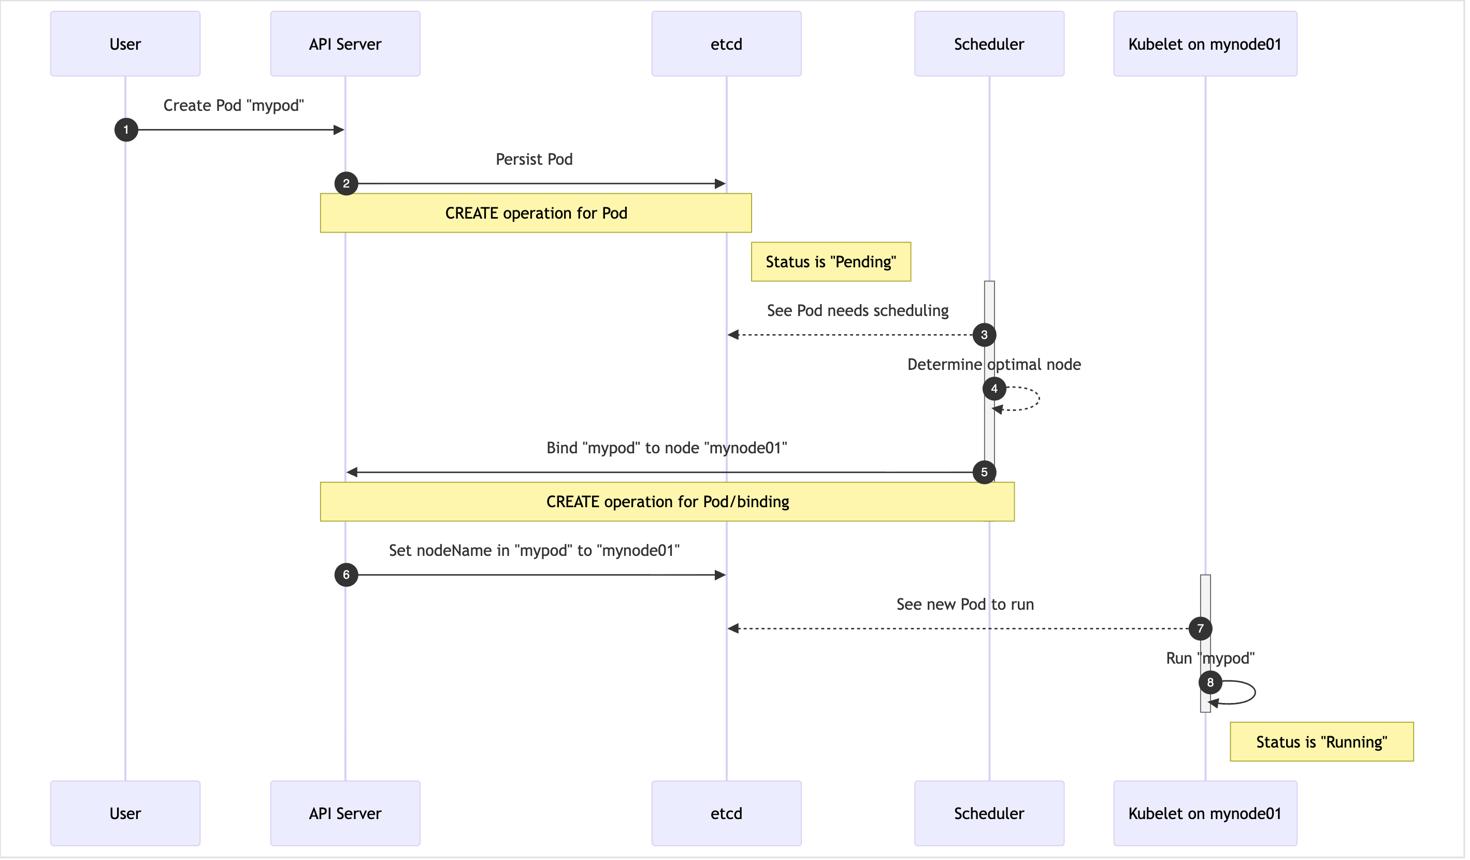 User
API Server
etcd
Scheduler
Kubelet on mynode01
Create Pod "mypod"
1
Persist Pod
2
CREATE operation for Pod
Status is "Pending"
See Pod needs scheduling
3
Determine optimal node
4
Bind "mypod" to node "mynode01"
5
CREATE operation for Pod/binding
Set nodeName in "mypod" to "mynode01"
6
See new Pod to run
7
Run "mypod"
8
Status is "Running"
User
API Server
etcd
Scheduler
Kubelet on mynode01